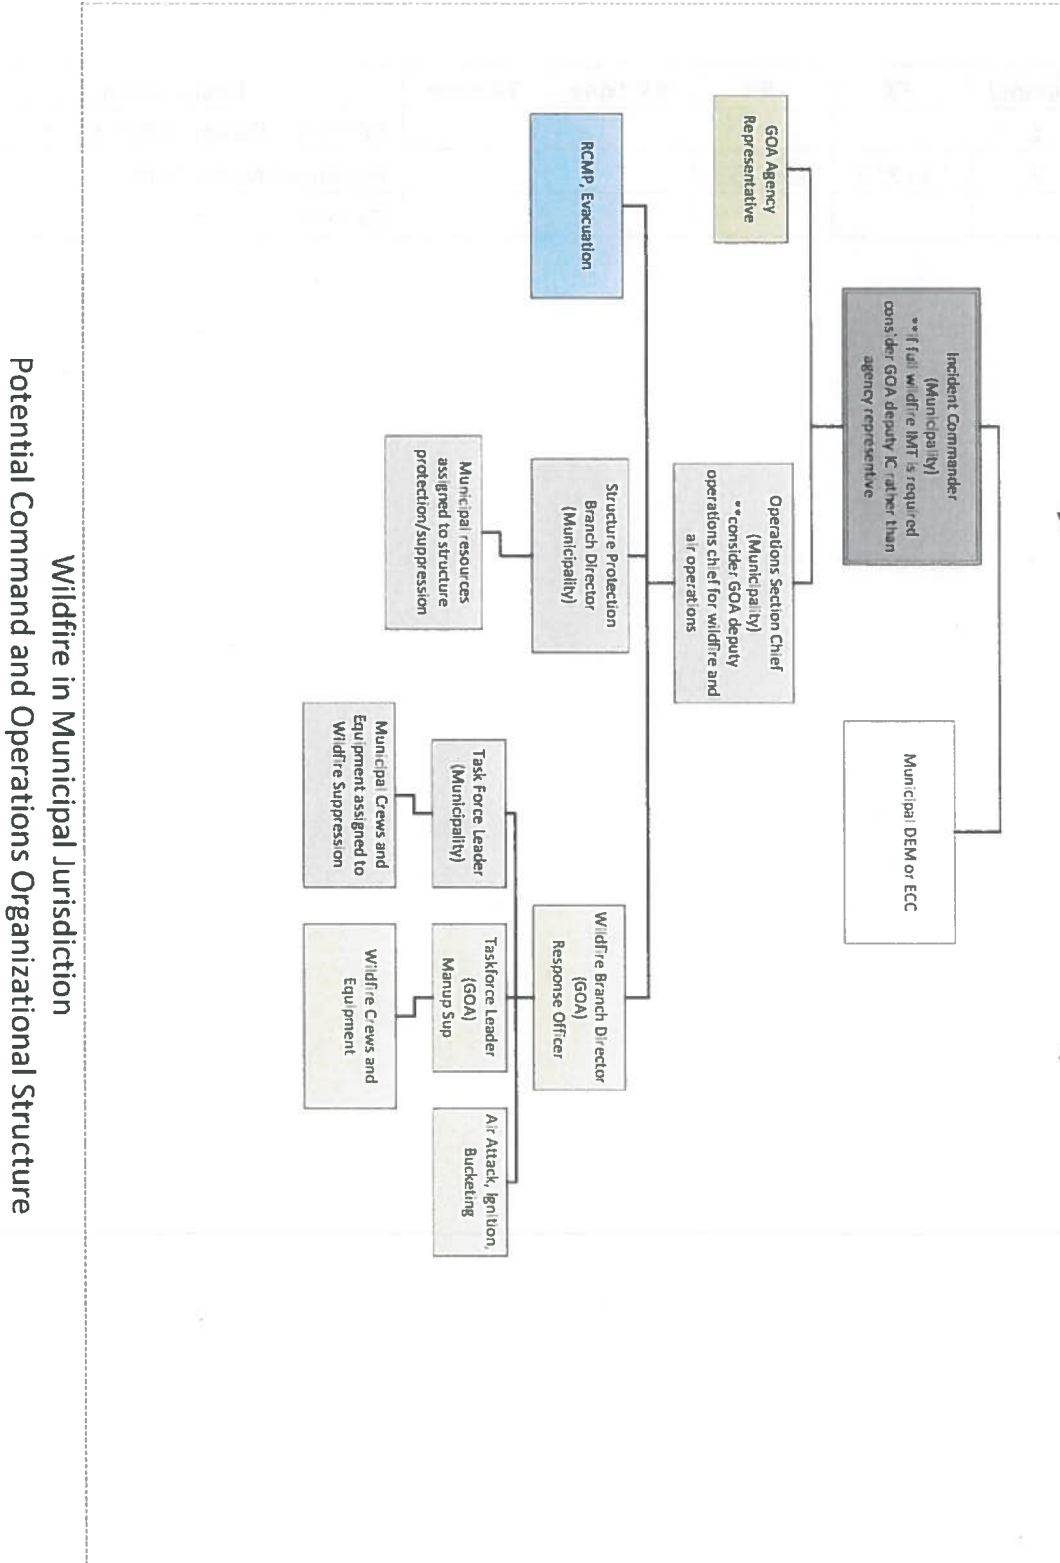 Incident Commander
(Municipality)
**if full wildfire IMT is required
consider GOA deputy IC rather than
agency representive
Municipal DEM or ECC
GOA Agency
Representative
Operations Section Chief
(Municipality)
**consider GOA deputy
operations chief for wildfire and
air operations
RCMP, Evacuation
Structure Protection
Branch Director
(Municipality)
Wildfire Branch Director
(GOA)
Response Officer
Municipal resources
assigned to structure
protection/suppression
Task Force Leader
(Municipality)
Taskforce Leader
(GOA)
Manup Sup
Air Attack, Ignition,
Bucketing
Municipal Crews and
Equipment assigned to
Wildfire Suppression
Wildfire Crews and
Equipment
Wildfire in Municipal Jurisdiction
Potential Command and Operations Organizational Structure